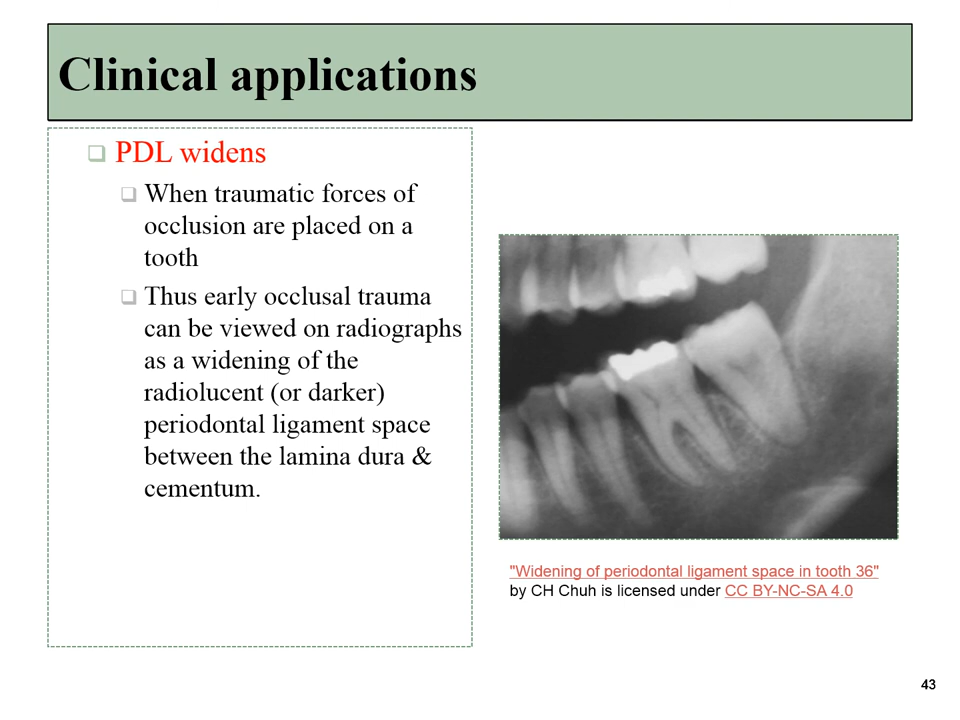 Clinical applications
PDL widens
When traumatic forces of
occlusion are placed on a
tooth
Thus early occlusal trauma
can be viewed on radiographs
as a widening of the
radiolucent (or darker)
periodontal ligament space
between the lamina dura &
cementum.
"Widening of periodontal ligament space in tooth 36"
by CH Chuh is licensed under CC BY-NC-SA 4.0
43